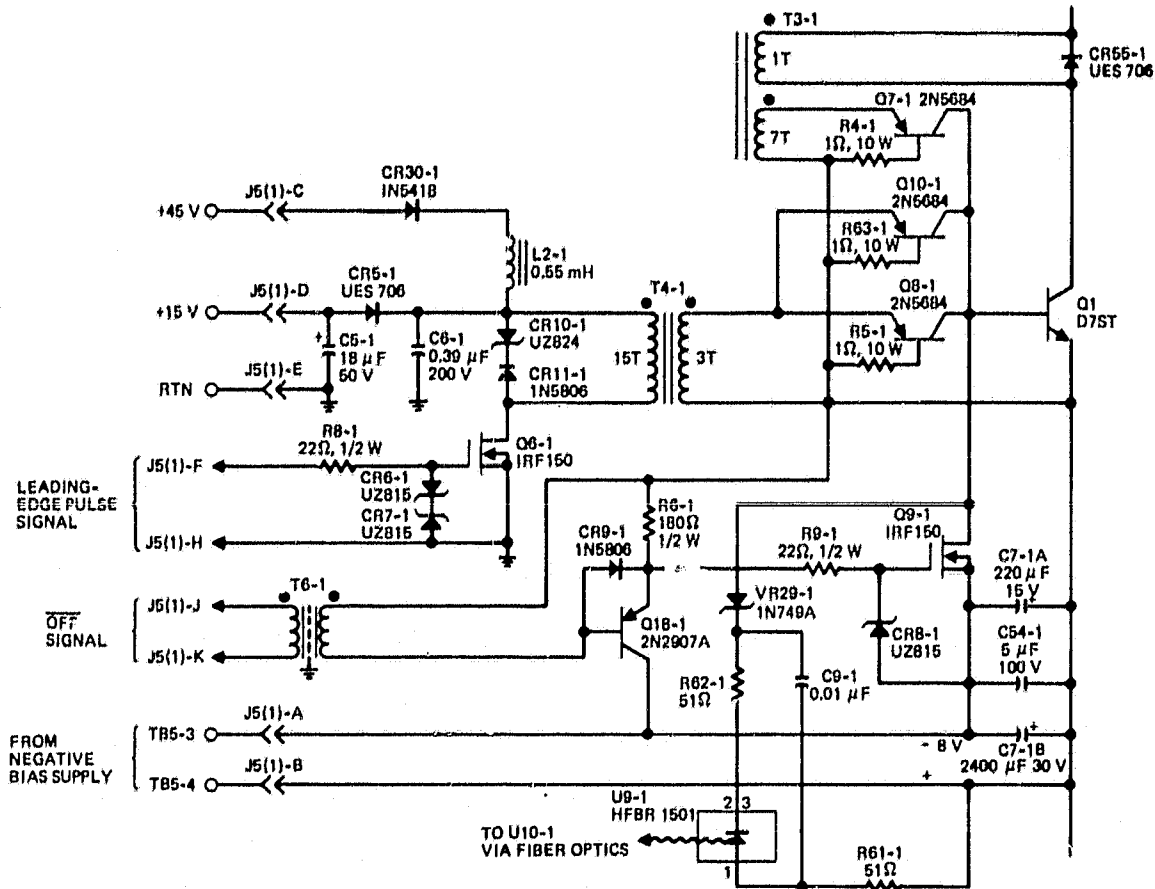 T3-1
1T
CR55-1
UES 706
Q7-1 2N5684
R4-1
1Ω, 10 W
7T
CR30-1
IN5418
J5(1)-C
+45 V
Q10-1
2N5684
R63-1
1Ω, 10 W
L2-1
0.55 mH
CR5-1
UES 706
J5(1)-D
+15 V
T4-1
Q8-1
2N5684
Q1
D7ST
C5-1
18 μF
50 V
C6-1
0.39 μF
200 V
CR10-1
UZ824
15T
3T
R5-1
1Ω, 10 W
CR11-1
1N5806
J5(1)-E
RTN
R8-1
22Ω, 1/2 W
Q6-1
IRF150
J5(1)-F
LEADING-
EDGE PULSE
SIGNAL
CR6-1
UZ815
CR7-1
UZ815
J5(1)-H
R6-1
180Ω
1/2 W
CR9-1
1N5806
R9-1
22Ω, 1/2 W
Q9-1
IRF150
C7-1A
220 μF
15 V
+
T6-1
J5(1)-J
OFF
SIGNAL
J5(1)-K
Q18-1
2N2907A
VR29-1
1N749A
CR8-1
UZ815
C54-1
5 μF
100 V
R62-1
51Ω
C9-1
0.01 μF
J5(1)-A
TB5-3
FROM
NEGATIVE
BIAS SUPPLY
- 8 V
+
C7-1B
2400 μF 30 V
J5(1)-B
TB5-4
+
U9-1
HFBR 1501
2 3
TO U10-1
VIA FIBER OPTICS
1
R61-1
51Ω